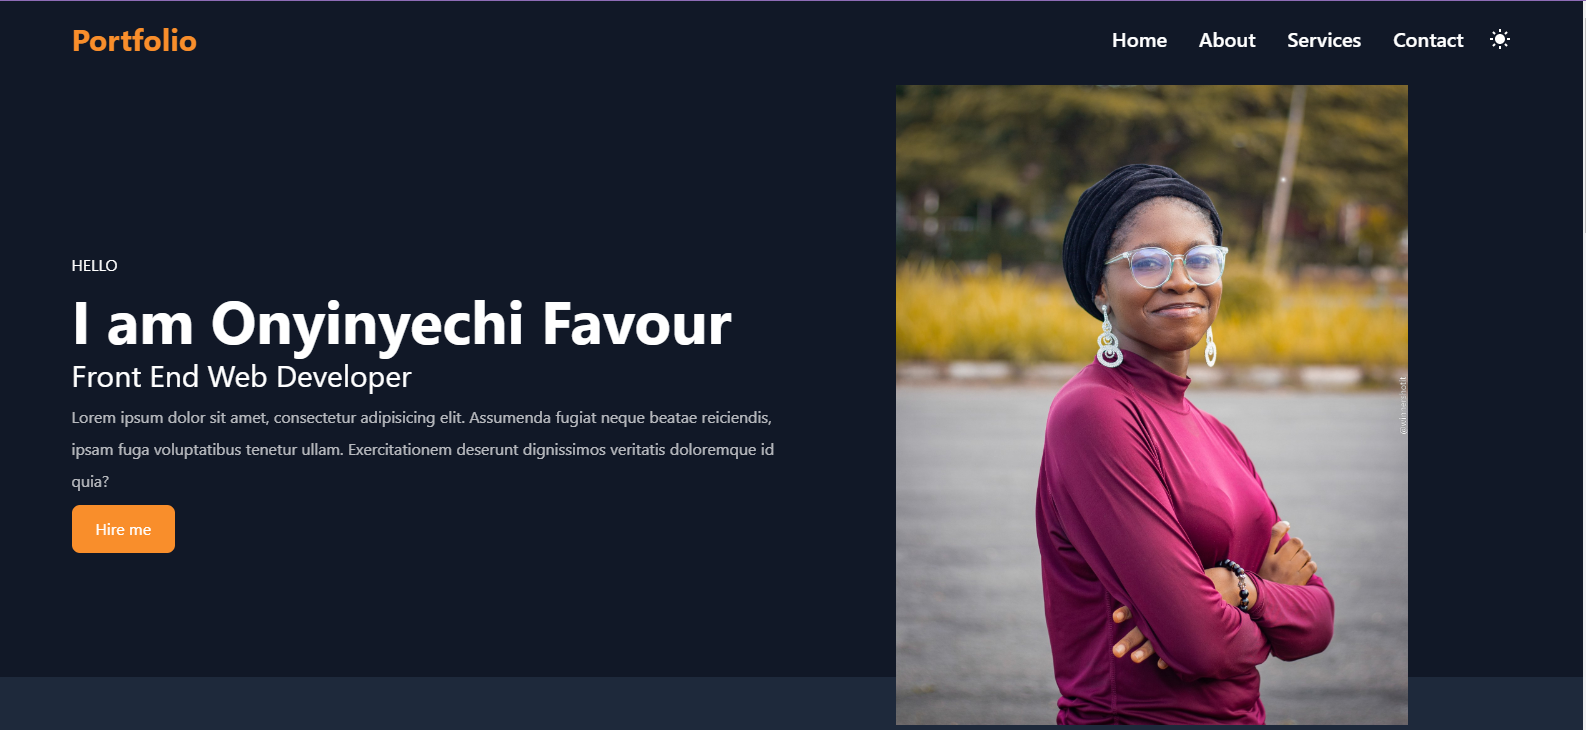 Portfolio
Home About Services Contact
HELLO
I am Onyinyechi Favour
Front End Web Developer
Lorem ipsum dolor sit amet, consectetur adipisicing elit. Assumenda fugiat neque beatae reiciendis,
ipsam fuga voluptatibus tenetur ullam. Exercitationem deserunt dignissimos veritatis doloremque id
quia?
Hire me